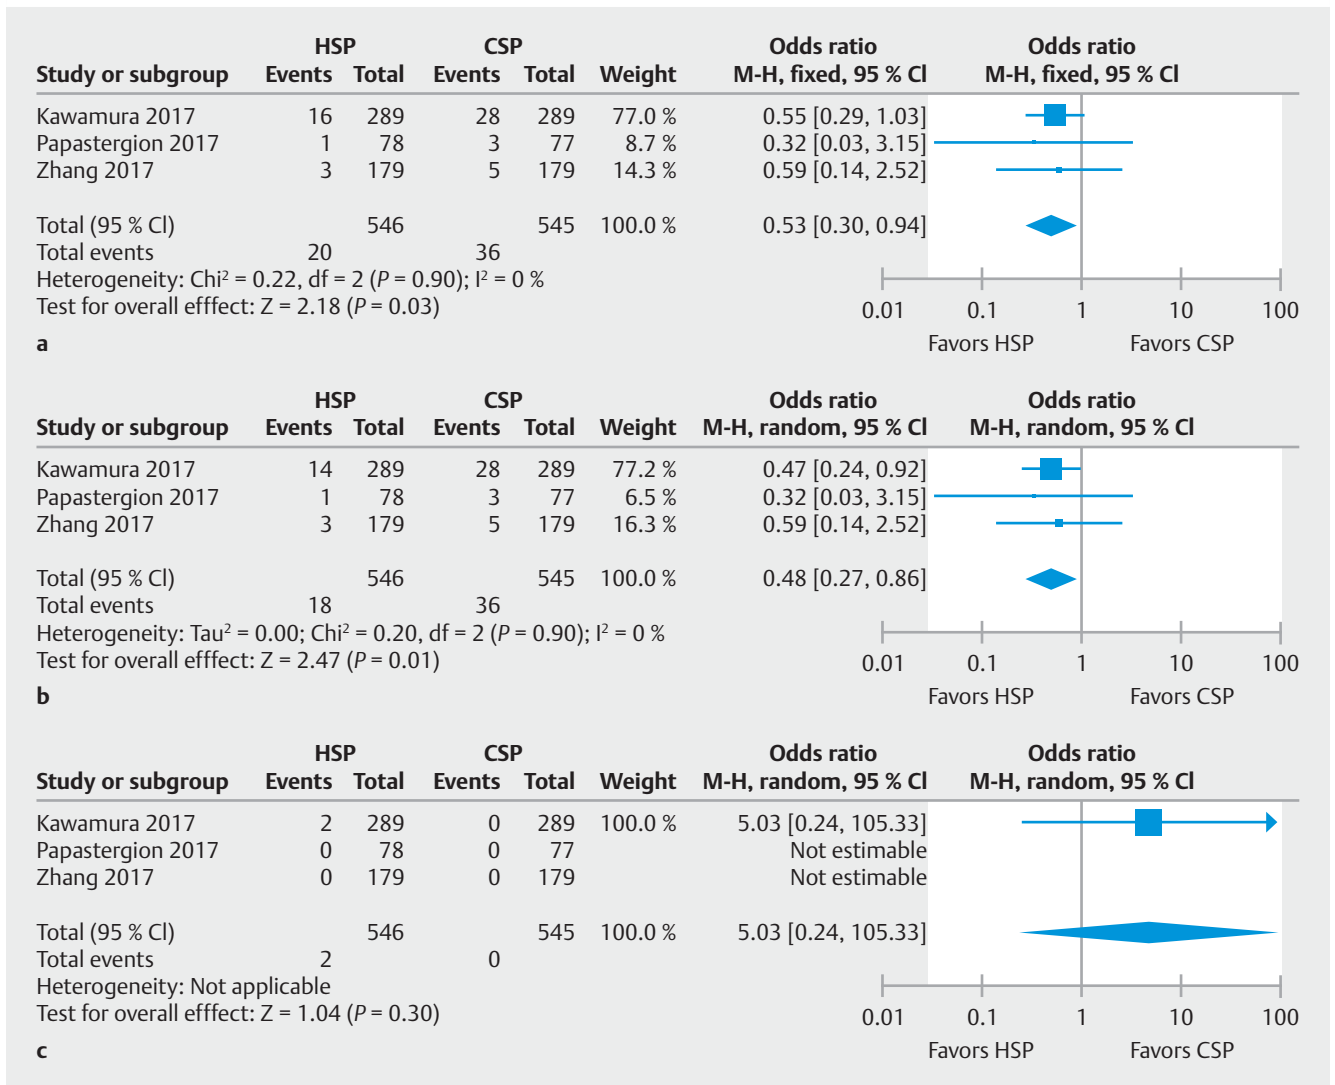 HSP CSP Odds ratio Odds ratio
Study or subgroup Events Total Events Total Weight M-H, fixed, 95 % CI M-H, fixed, 95 % CI
Kawamura 2017 16 289 28 289 77.0 % 0.55 [0.29, 1.03]
Papastergion 2017 1 78 3 77 8.7 % 0.32 [0.03, 3.15]
Zhang 2017 3 179 5 179 14.3 % 0.59 [0.14, 2.52]
Total (95 % CI) 546 545 100.0 % 0.53 [0.30, 0.94]
Total events 20 36
Heterogeneity: Chi² = 0.22, df = 2 (P = 0.90); I² = 0 %
Test for overall efffect: Z = 2.18 (P = 0.03)
0.01 0.1 1 10 100
Favors HSP Favors CSP
a
HSP CSP Odds ratio Odds ratio
Study or subgroup Events Total Events Total Weight M-H, random, 95 % CI M-H, random, 95 % CI
Kawamura 2017 14 289 28 289 77.2 % 0.47 [0.24, 0.92]
Papastergion 2017 1 78 3 77 6.5 % 0.32 [0.03, 3.15]
Zhang 2017 3 179 5 179 16.3 % 0.59 [0.14, 2.52]
Total (95 % CI) 546 545 100.0 % 0.48 [0.27, 0.86]
Total events 18 36
Heterogeneity: Tau² = 0.00; Chi² = 0.20, df = 2 (P = 0.90); I² = 0 %
Test for overall efffect: Z = 2.47 (P = 0.01)
0.01 0.1 1 10 100
Favors HSP Favors CSP
b
HSP CSP Odds ratio Odds ratio
Study or subgroup Events Total Events Total Weight M-H, random, 95 % CI M-H, random, 95 % CI
Kawamura 2017 2 289 0 289 100.0 % 5.03 [0.24, 105.33]
Papastergion 2017 0 78 0 77 Not estimable
Zhang 2017 0 179 0 179 Not estimable
Total (95 % CI) 546 545 100.0 % 5.03 [0.24, 105.33]
Total events 2 0
Heterogeneity: Not applicable
Test for overall efffect: Z = 1.04 (P = 0.30)
0.01 0.1 1 10 100
Favors HSP Favors CSP
c